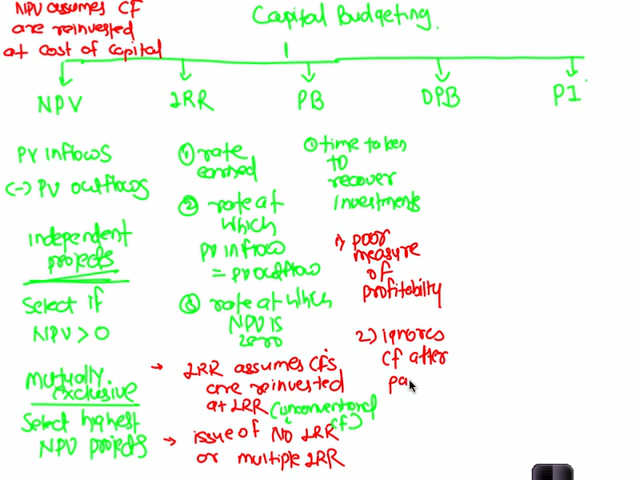 NPV assumes CF
are reinvested
at cost of capital
Capital Budgeting.
NPV
IRR
PB
DPB
PI
PV inflows
(-) PV outflows
independent
projects
Select if
NPV > 0
Mutually
exclusive
Select highest
NPV projects
① rate
earned
② rate at
which
PV inflow
= PV outflow
③ rate at which
NPV is
zero
→ IRR assumes CFs
are reinvested
at IRR (unconventional
CF)
→ issue of No IRR
or multiple IRR
① time taken
to
recover
investments
1) poor
measure
of
profitability
2) ignores
CF after
pa